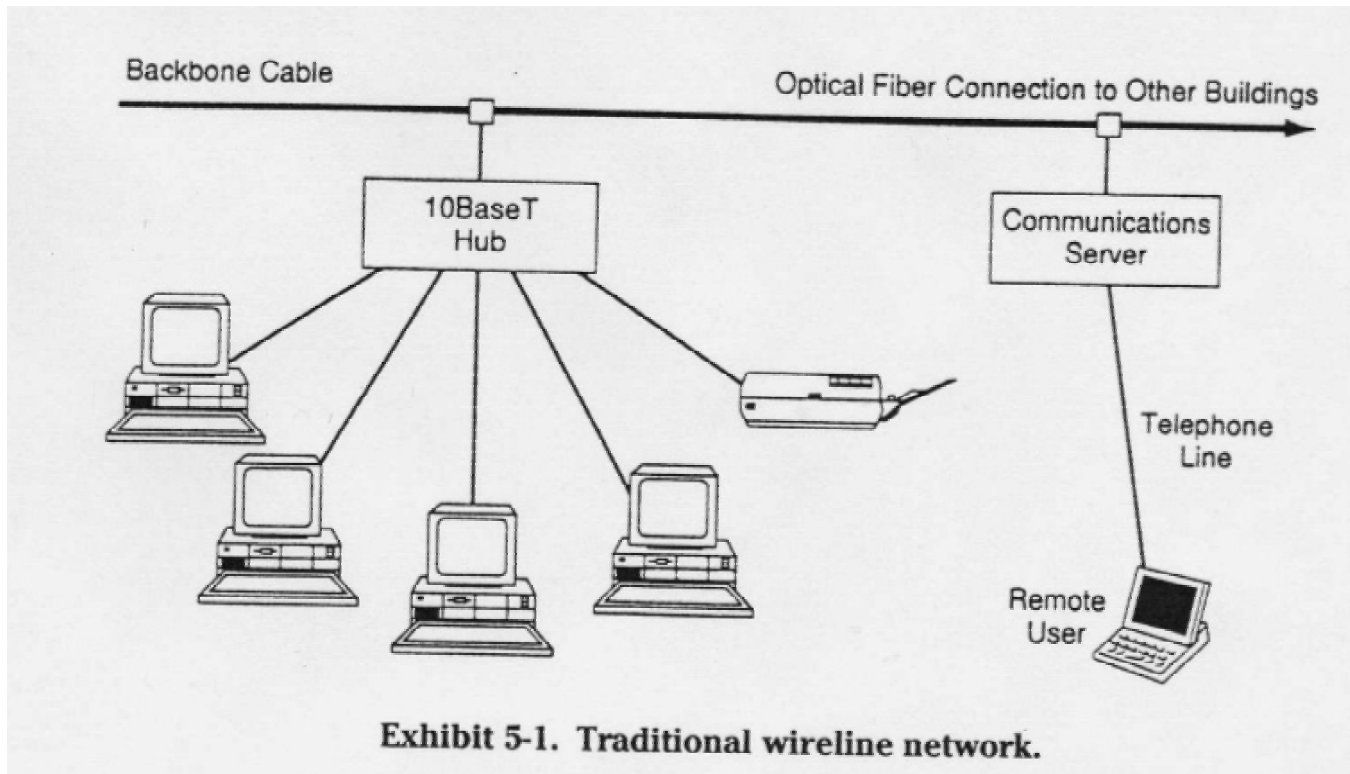 Backbone Cable
Optical Fiber Connection to Other Buildings
10BaseT
Hub
Communications
Server
Telephone
Line
Remote
User
Exhibit 5-1. Traditional wireline network.